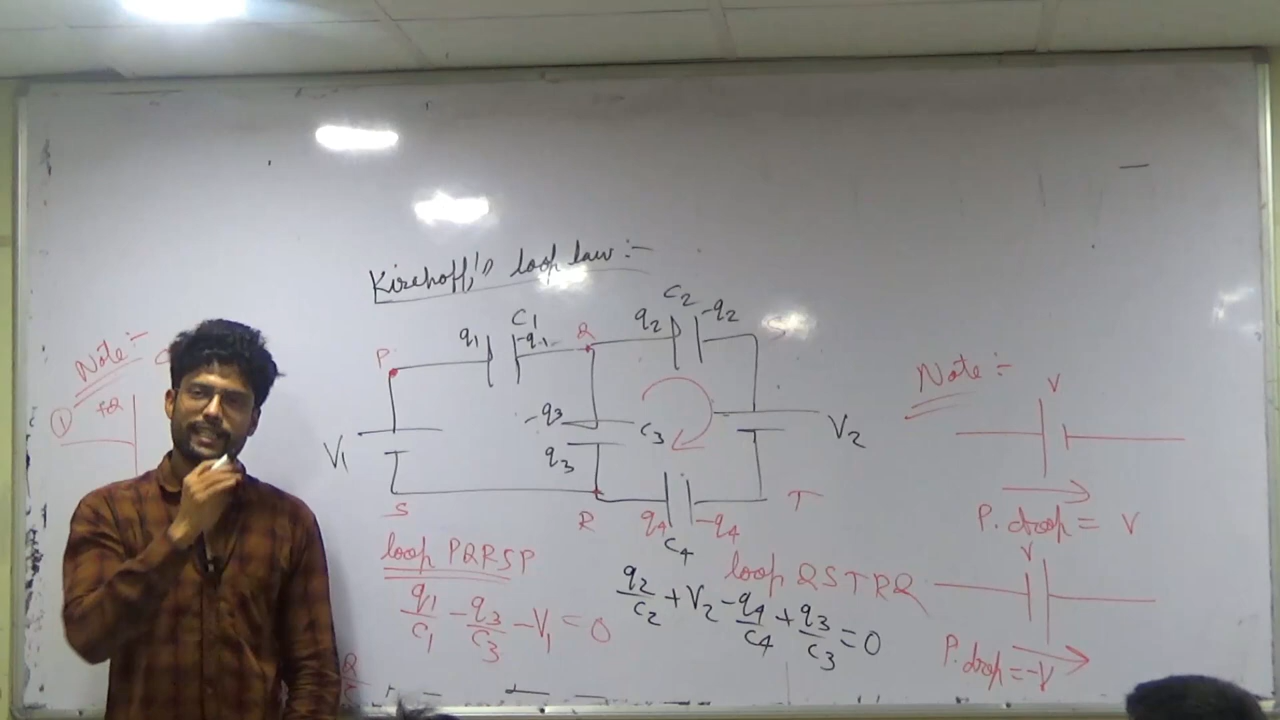 Kirchoff's loop law :-
Note :-
①
C1
q1
-q1
P
Q
C2
q2
-q2
S
V1
-q3
C3
q3
V2
S
R
q4
-q4
C4
T
loop PQRSP
q1/C1 - q3/C3 - V1 = 0
loop QSTRQ
q2/C2 + V2 - q4/C4 + q3/C3 = 0
Note :-
V
P. drop = V
V
P. drop = -V